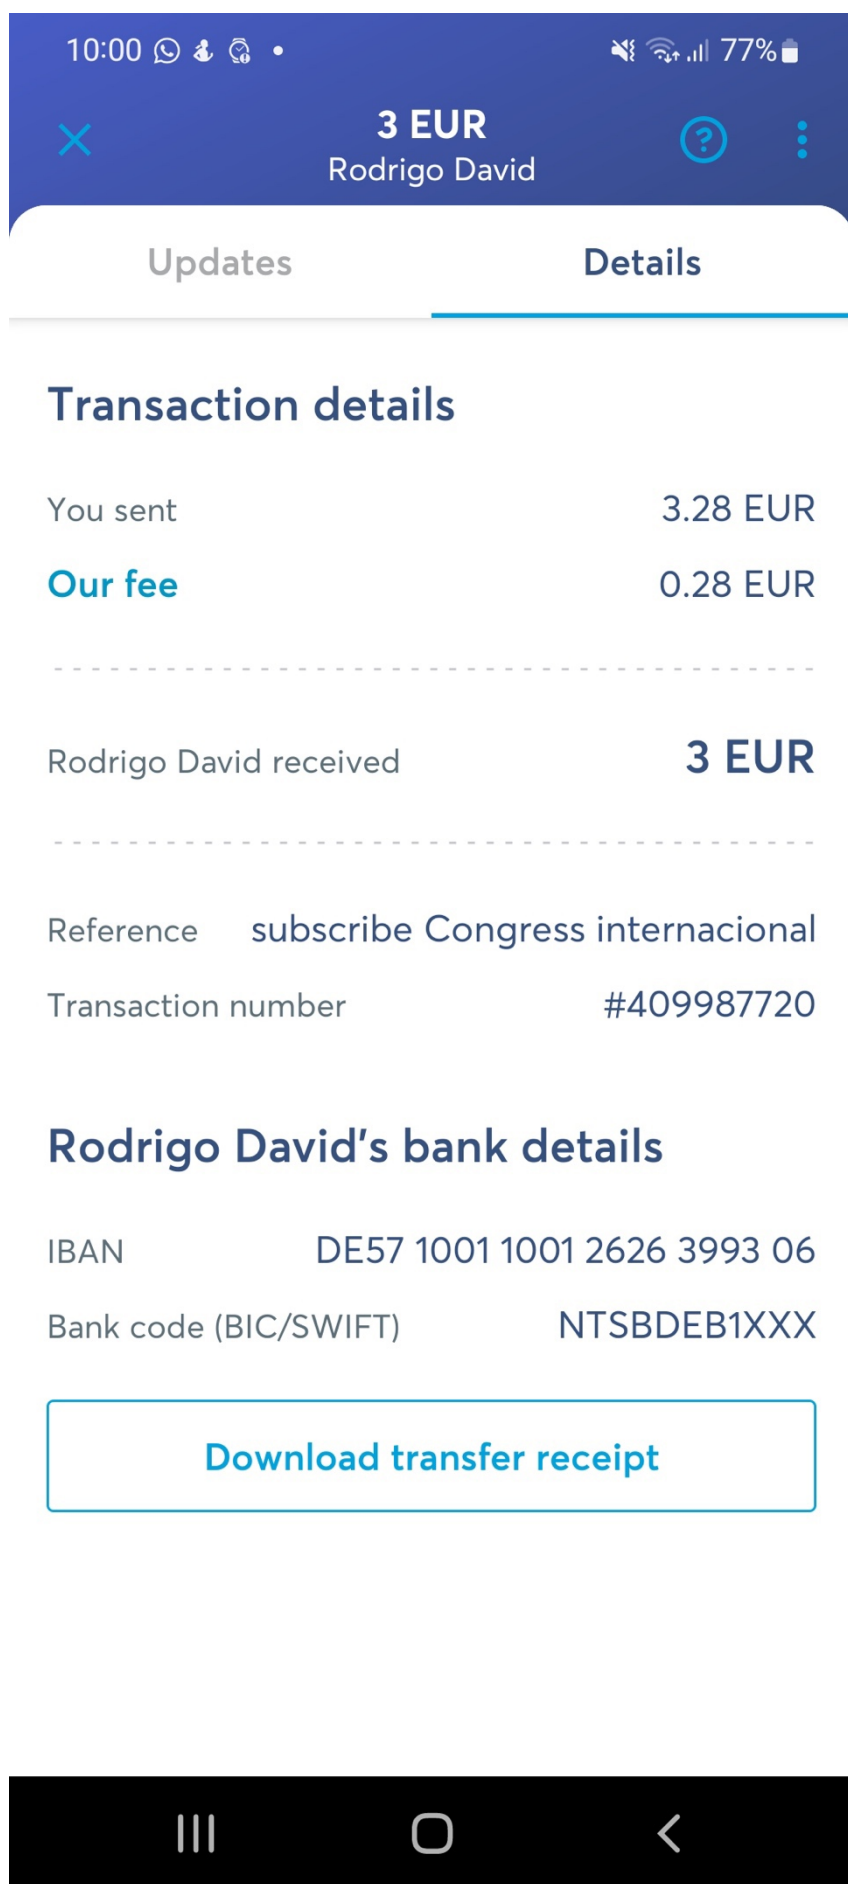 10:00 77%
3 EUR
Rodrigo David
Updates Details
Transaction details
You sent 3.28 EUR
Our fee 0.28 EUR
Rodrigo David received 3 EUR
Reference subscribe Congress internacional
Transaction number #409987720
Rodrigo David's bank details
IBAN DE57 1001 1001 2626 3993 06
Bank code (BIC/SWIFT) NTSBDEB1XXX
Download transfer receipt